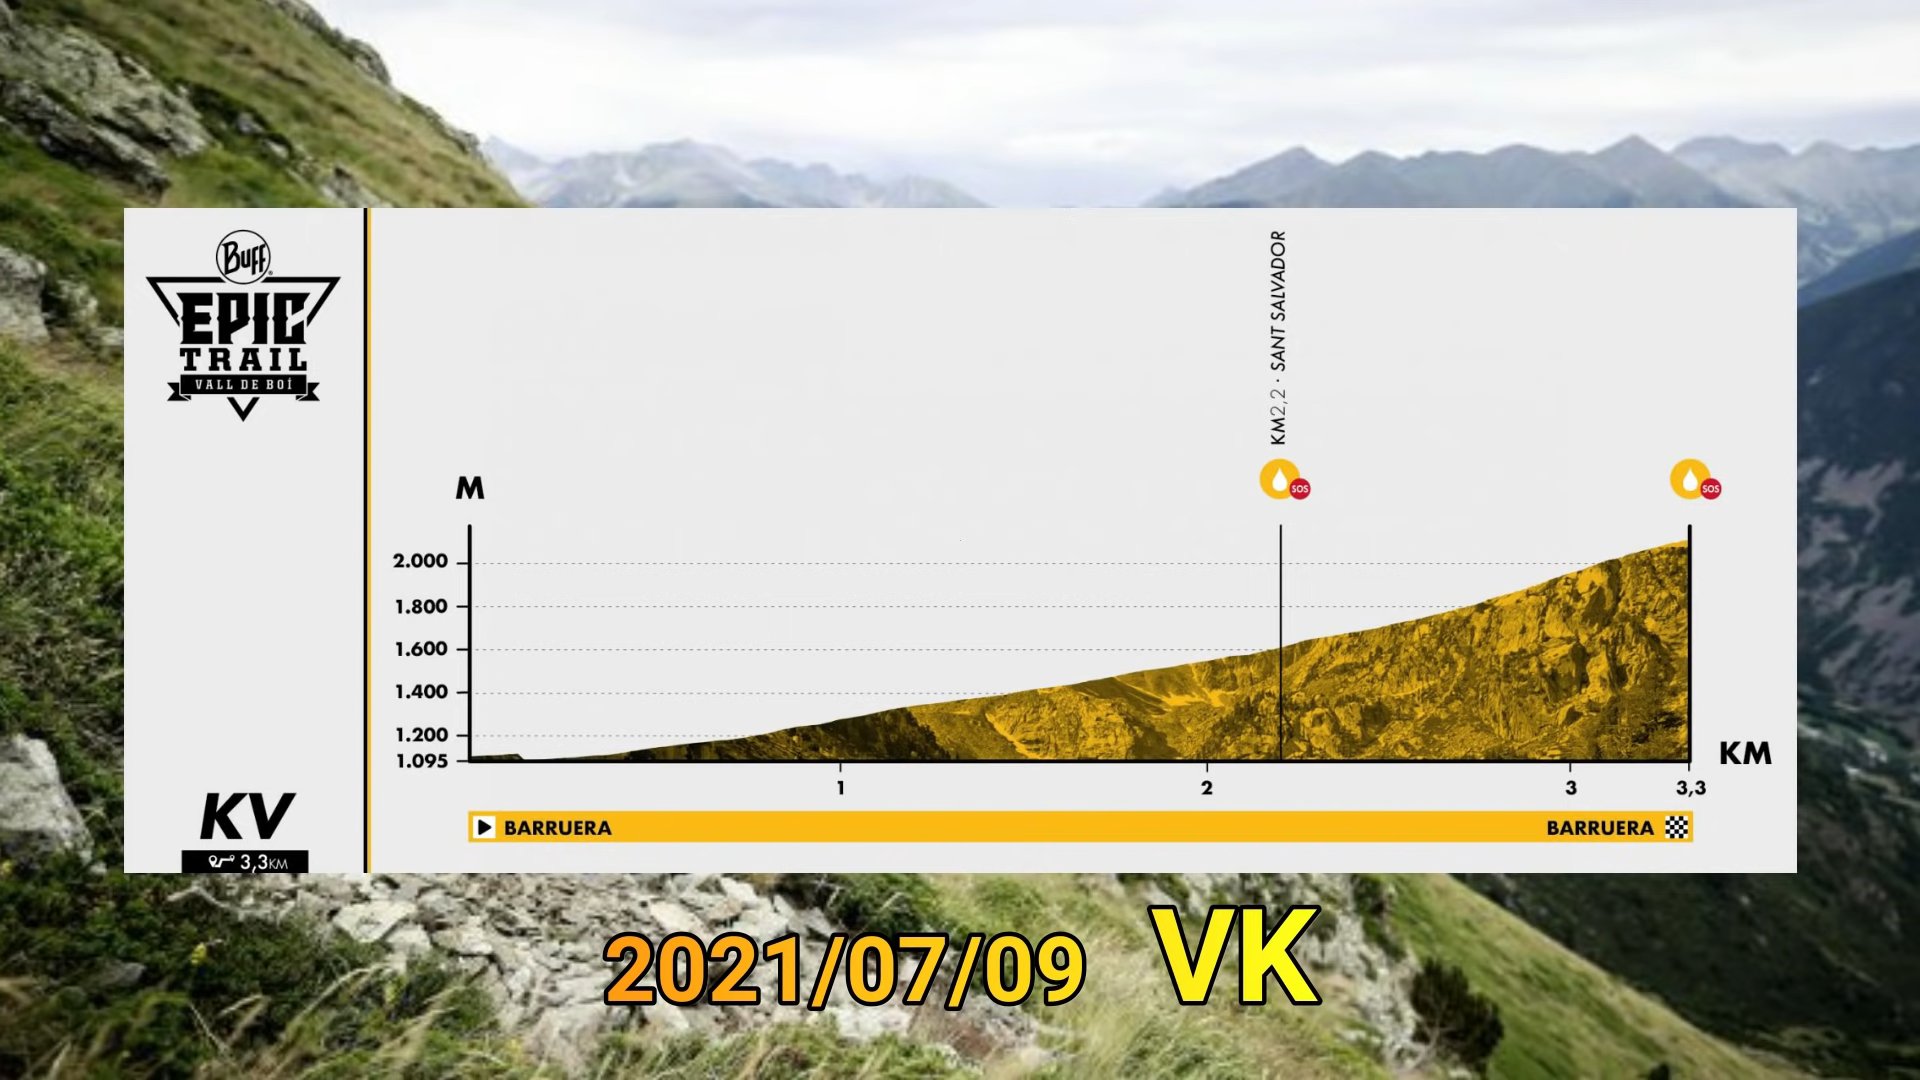 Buff
EPIC
TRAIL
VALL DE BOÍ
KM2,2 · SANT SALVADOR
SOS
SOS
M
2.000
1.800
1.600
1.400
1.200
1.095
KM
1
2
3
3,3
BARRUERA
BARRUERA
KV
3,3KM
2021/07/09
VK